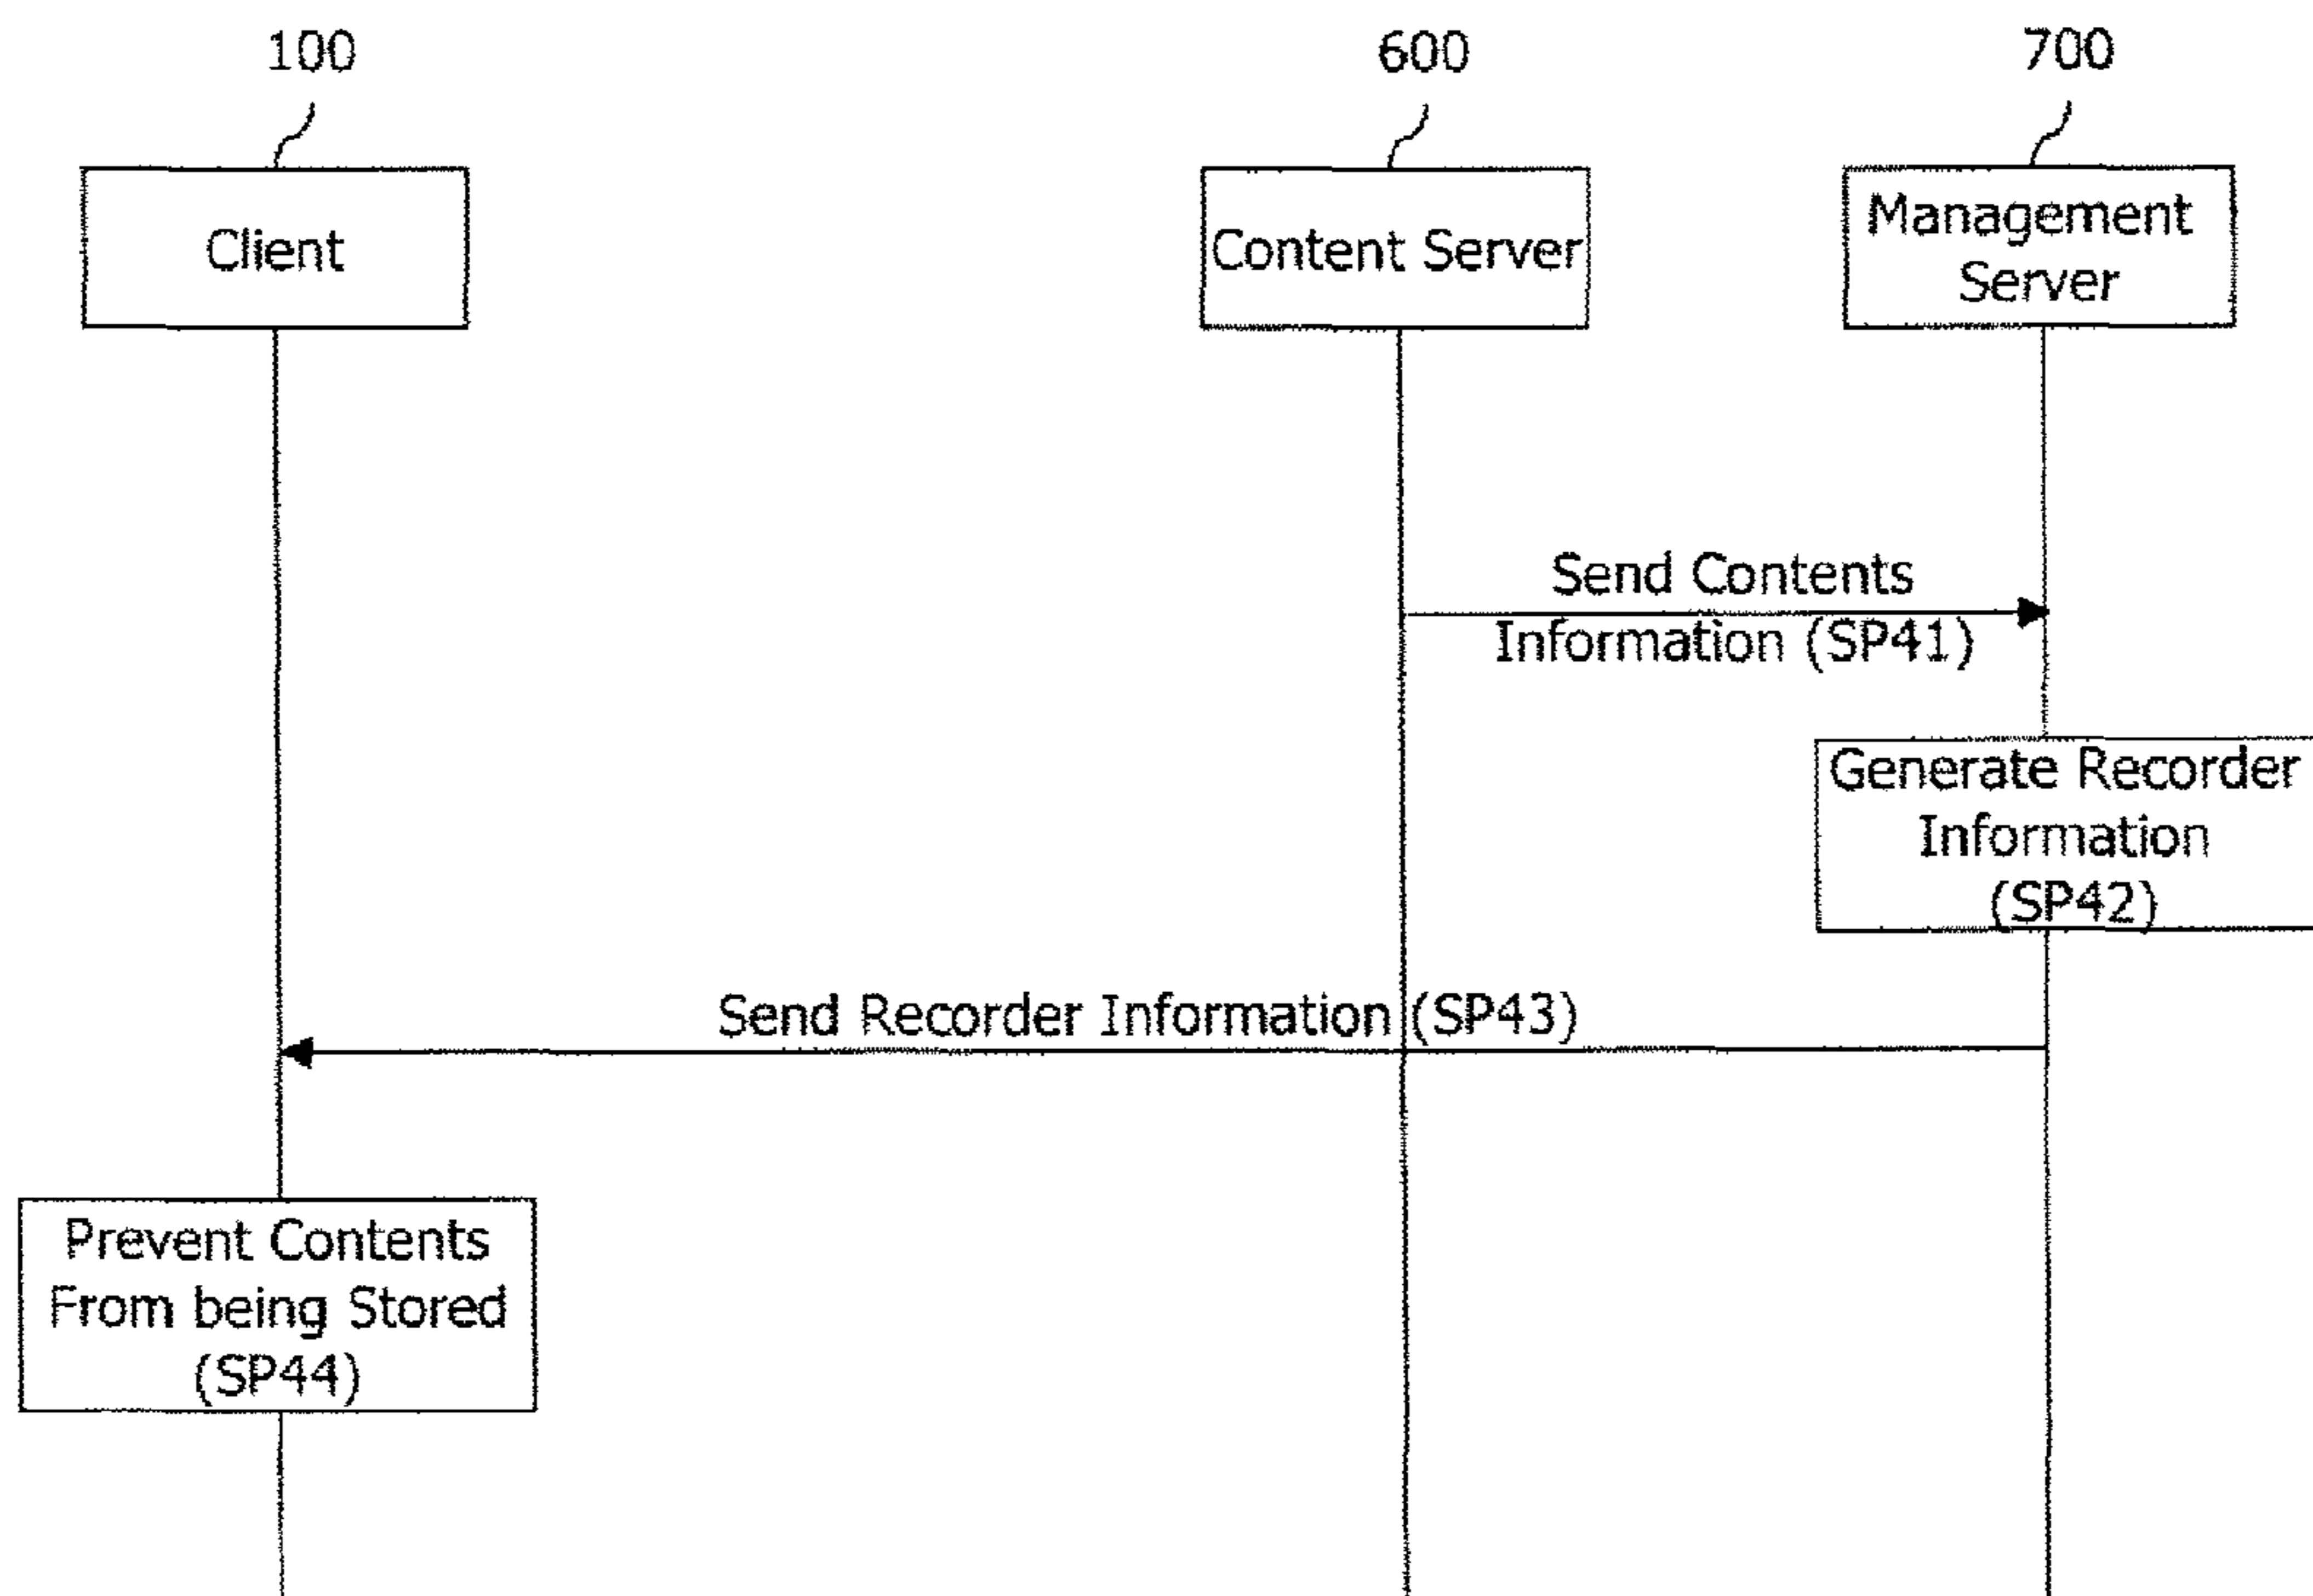 100
600
700
Client
Content Server
Management
Server
Send Contents
Information (SP41)
Generate Recorder
Information
(SP42)
Send Recorder Information (SP43)
Prevent Contents
From being Stored
(SP44)